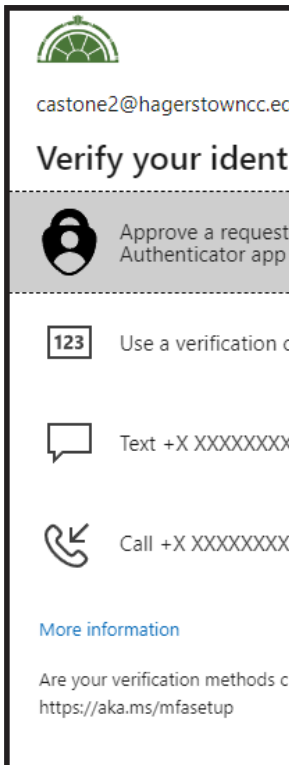 castone2@hagerstowncc.ed
Verify your ident
Approve a request
Authenticator app
123
Use a verification c
Text +X XXXXXXXX
Call +X XXXXXXXX
More information
Are your verification methods c
https://aka.ms/mfasetup